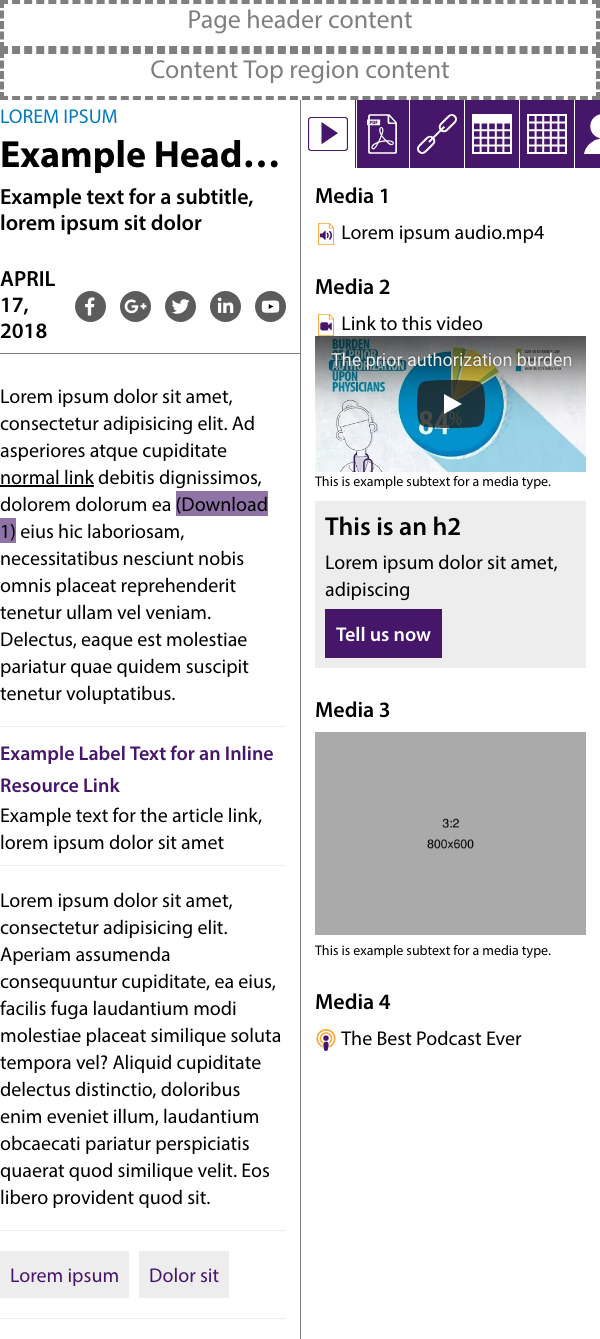 Page header content
Content Top region content
LOREM IPSUM
Example Head…
Example text for a subtitle,
lorem ipsum sit dolor
APRIL
17,
2018
Lorem ipsum dolor sit amet,
consectetur adipisicing elit. Ad
asperiores atque cupiditate
normal link debitis dignissimos,
dolorem dolorum ea (Download
1) eius hic laboriosam,
necessitatibus nesciunt nobis
omnis placeat reprehenderit
tenetur ullam vel veniam.
Delectus, eaque est molestiae
pariatur quae quidem suscipit
tenetur voluptatibus.
Example Label Text for an Inline
Resource Link
Example text for the article link,
lorem ipsum dolor sit amet
Lorem ipsum dolor sit amet,
consectetur adipisicing elit.
Aperiam assumenda
consequuntur cupiditate, ea eius,
facilis fuga laudantium modi
molestiae placeat similique soluta
tempora vel? Aliquid cupiditate
delectus distinctio, doloribus
enim eveniet illum, laudantium
obcaecati pariatur perspiciatis
quaerat quod similique velit. Eos
libero provident quod sit.
Lorem ipsum
Dolor sit
PDF
Media 1
Lorem ipsum audio.mp4
Media 2
Link to this video
The prior authorization burden
BURDEN
AUTHORIZATION
UPON
PHYSICIANS
84%
This is example subtext for a media type.
This is an h2
Lorem ipsum dolor sit amet,
adipiscing
Tell us now
Media 3
3:2
800x600
This is example subtext for a media type.
Media 4
The Best Podcast Ever